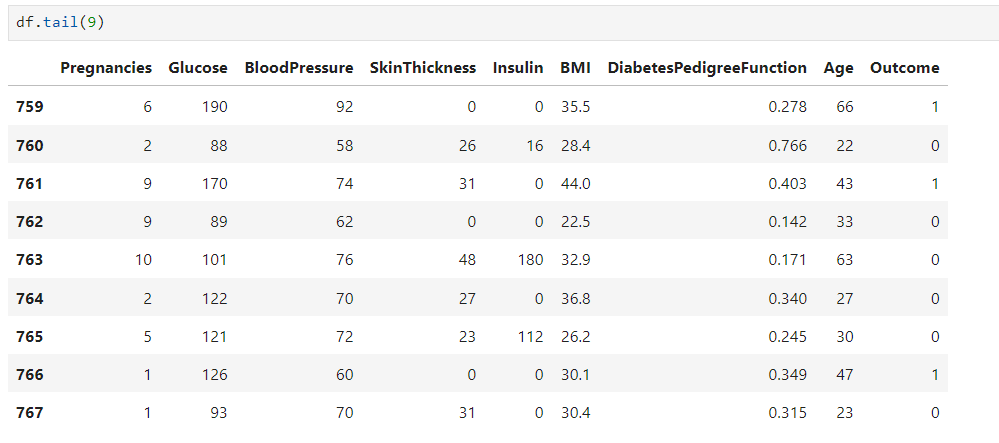 df.tail(9)
Pregnancies Glucose BloodPressure SkinThickness Insulin BMI DiabetesPedigreeFunction Age Outcome
759 6 190 92 0 0 35.5 0.278 66 1
760 2 88 58 26 16 28.4 0.766 22 0
761 9 170 74 31 0 44.0 0.403 43 1
762 9 89 62 0 0 22.5 0.142 33 0
763 10 101 76 48 180 32.9 0.171 63 0
764 2 122 70 27 0 36.8 0.340 27 0
765 5 121 72 23 112 26.2 0.245 30 0
766 1 126 60 0 0 30.1 0.349 47 1
767 1 93 70 31 0 30.4 0.315 23 0